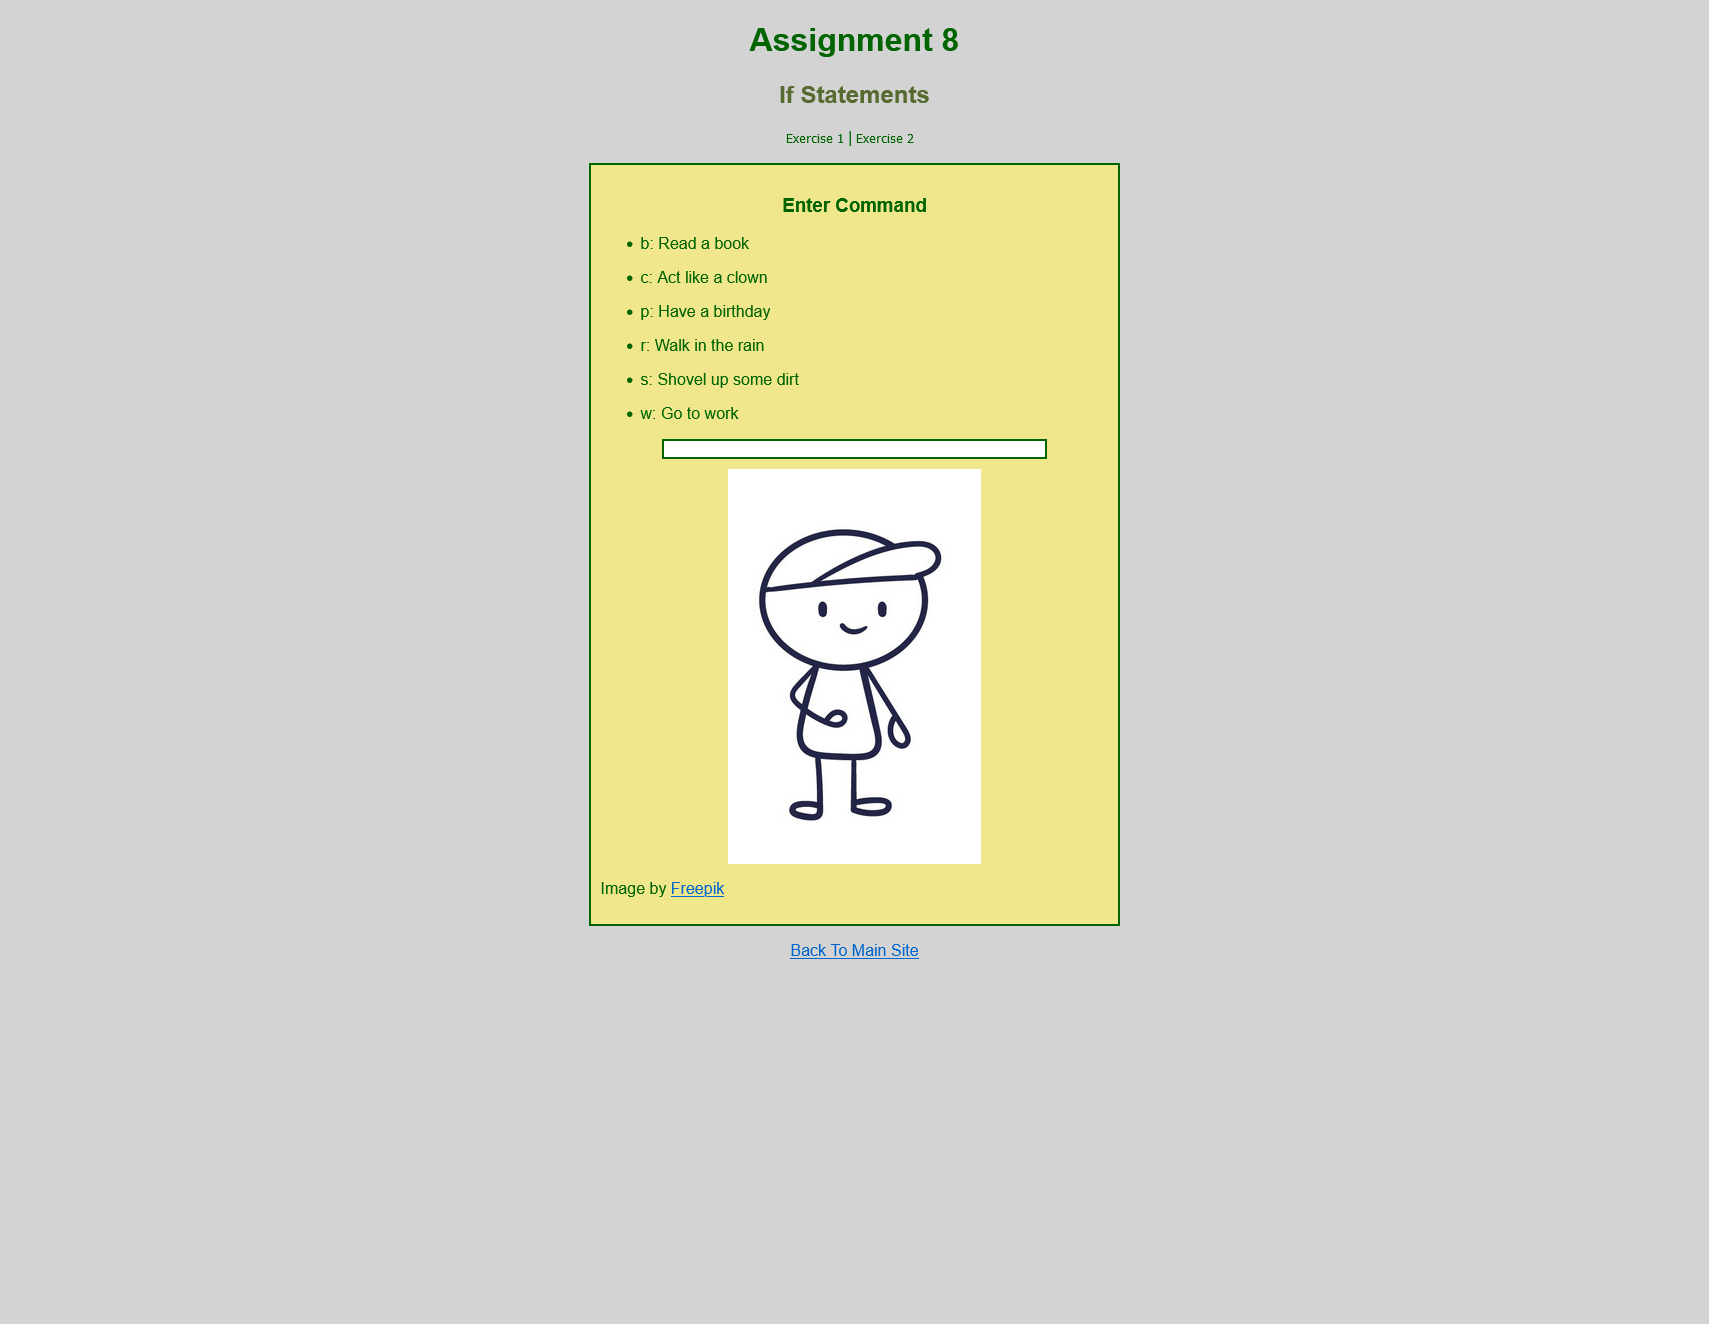 Assignment 8
If Statements
Exercise 1 | Exercise 2
Enter Command
• b: Read a book
• c: Act like a clown
• p: Have a birthday
• r: Walk in the rain
• s: Shovel up some dirt
• w: Go to work
Image by Freepik
Back To Main Site